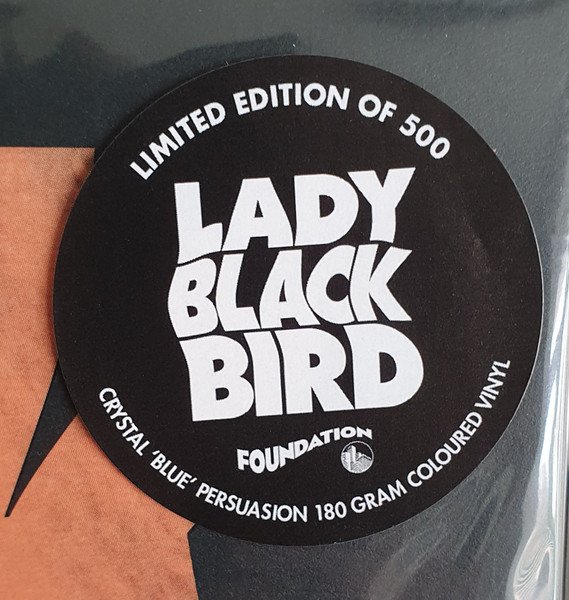 LIMITED EDITION OF 500
LADY
BLACK
BIRD
FOUNDATION
CRYSTAL 'BLUE' PERSUASION 180 GRAM COLOURED VINYL